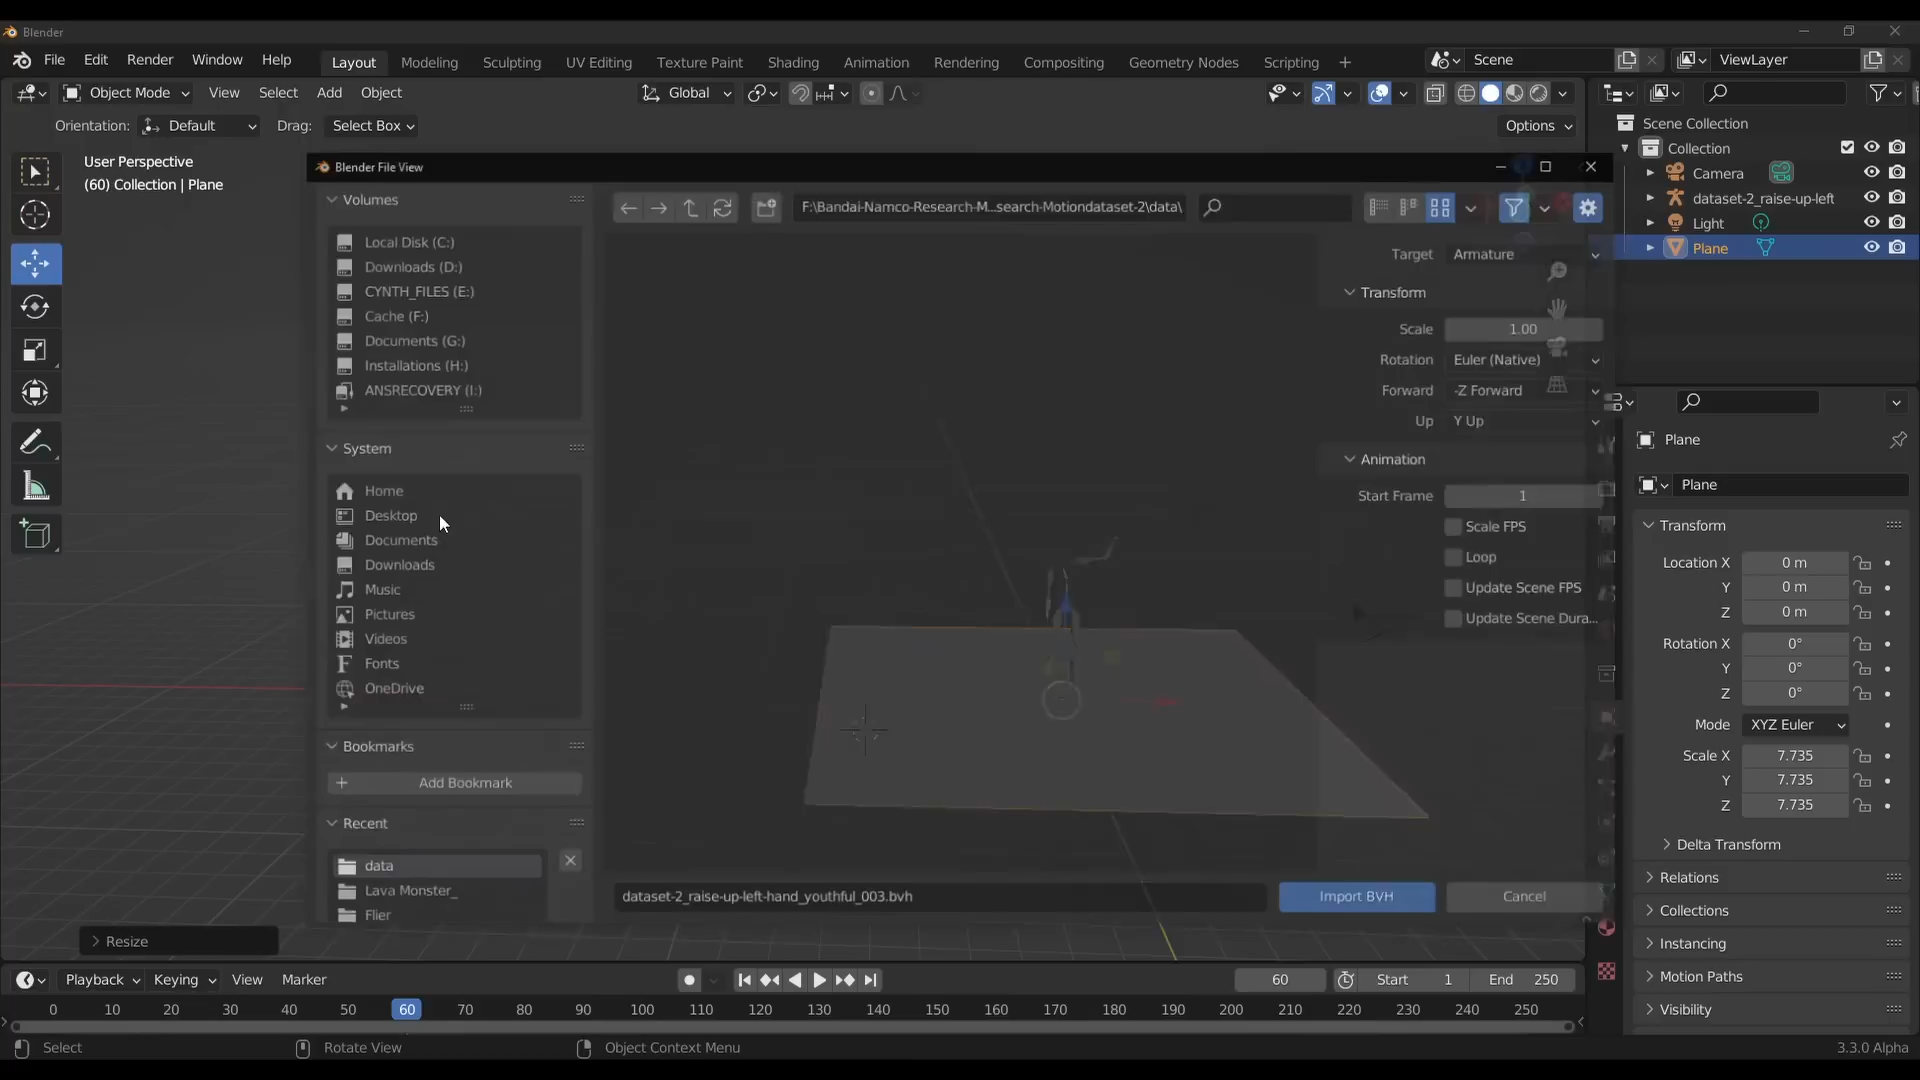 Blender
File Edit Render Window Help Layout Modeling Sculpting UV Editing Texture Paint Shading Animation Rendering Compositing Geometry Nodes Scripting + Scene ViewLayer
Object Mode View Select Add Object Global
Orientation: Default Drag: Select Box Options
Scene Collection
Collection
Camera
dataset-2_raise-up-left
Light
Plane
User Perspective
(60) Collection | Plane
Blender File View
Volumes
Local Disk (C:)
Downloads (D:)
CYNTH_FILES (E:)
Cache (F:)
Documents (G:)
Installations (H:)
ANSRECOVERY (I:)
System
Home
Desktop
Documents
Downloads
Music
Pictures
Videos
Fonts
OneDrive
Bookmarks
Add Bookmark
Recent
data
Lava Monster_
Flier
F:\Bandai-Namco-Research-M...search-Motiondataset-2\data\
Target Armature
Transform
Scale 1.00
Rotation Euler (Native)
Forward -Z Forward
Up Y Up
Animation
Start Frame 1
Scale FPS
Loop
Update Scene FPS
Update Scene Dura...
dataset-2_raise-up-left-hand_youthful_003.bvh
Import BVH
Cancel
Plane
Plane
Transform
Location X 0 m
Y 0 m
Z 0 m
Rotation X 0°
Y 0°
Z 0°
Mode XYZ Euler
Scale X 7.735
Y 7.735
Z 7.735
Delta Transform
Relations
Collections
Instancing
Motion Paths
Visibility
Resize
Playback Keying View Marker 60 Start 1 End 250
0 10 20 30 40 50 60 70 80 90 100 110 120 130 140 150 160 170 180 190 200 210 220 230 240 250
Select Rotate View Object Context Menu 3.3.0 Alpha